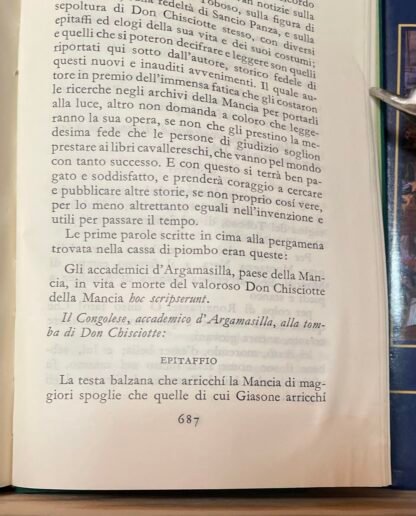 sepoltura di Don Chisciotte stesso, con diversi
epitaffi ed elogi della sua vita e dei suoi costumi;
e quelli che si poteron decifrare e leggere son quelli
riportati qui sotto dall'autore, storico fedele di
questi nuovi e inauditi avvenimenti. Il quale au-
tore in premio dell'immensa fatica che gli costaron
le ricerche negli archivi della Mancia per portarli
alla luce, altro non domanda a coloro che legge-
ranno la sua opera, se non che gli prestino la me-
desima fede che le persone di giudizio soglion
prestare ai libri cavallereschi, che vanno pel mondo
con tanto successo. E con questo si terrà ben pa-
gato e soddisfatto, e prenderà coraggio a cercare
e pubblicare altre storie, se non proprio così vere,
per lo meno altrettanto eguali nell'invenzione e
utili per passare il tempo.
Le prime parole scritte in cima alla pergamena
trovata nella cassa di piombo eran queste:
Gli accademici d'Argamasilla, paese della Man-
cia, in vita e morte del valoroso Don Chisciotte
della Mancia hoc scripserunt.
Il Congolese, accademico d'Argamasilla, alla tom-
ba di Don Chisciotte:
EPITAFFIO
La testa balzana che arricchí la Mancia di mag-
giori spoglie che quelle di cui Giasone arricchí
687